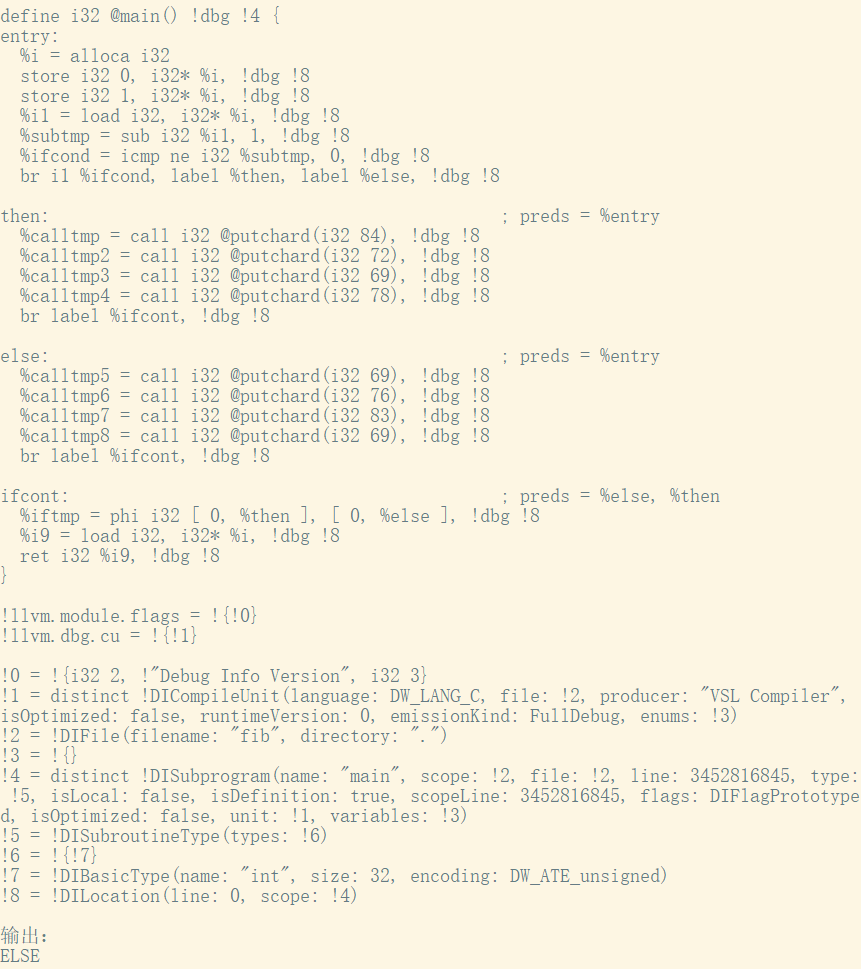 define i32 @main() !dbg !4 {
entry:
  %i = alloca i32
  store i32 0, i32* %i, !dbg !8
  store i32 1, i32* %i, !dbg !8
  %i1 = load i32, i32* %i, !dbg !8
  %subtmp = sub i32 %i1, 1, !dbg !8
  %ifcond = icmp ne i32 %subtmp, 0, !dbg !8
  br i1 %ifcond, label %then, label %else, !dbg !8

then:                                             ; preds = %entry
  %calltmp = call i32 @putchard(i32 84), !dbg !8
  %calltmp2 = call i32 @putchard(i32 72), !dbg !8
  %calltmp3 = call i32 @putchard(i32 69), !dbg !8
  %calltmp4 = call i32 @putchard(i32 78), !dbg !8
  br label %ifcont, !dbg !8

else:                                             ; preds = %entry
  %calltmp5 = call i32 @putchard(i32 69), !dbg !8
  %calltmp6 = call i32 @putchard(i32 76), !dbg !8
  %calltmp7 = call i32 @putchard(i32 83), !dbg !8
  %calltmp8 = call i32 @putchard(i32 69), !dbg !8
  br label %ifcont, !dbg !8

ifcont:                                           ; preds = %else, %then
  %iftmp = phi i32 [ 0, %then ], [ 0, %else ], !dbg !8
  %i9 = load i32, i32* %i, !dbg !8
  ret i32 %i9, !dbg !8
}

!llvm.module.flags = !{!0}
!llvm.dbg.cu = !{!1}

!0 = !{i32 2, !"Debug Info Version", i32 3}
!1 = distinct !DICompileUnit(language: DW_LANG_C, file: !2, producer: "VSL Compiler",
isOptimized: false, runtimeVersion: 0, emissionKind: FullDebug, enums: !3)
!2 = !DIFile(filename: "fib", directory: ".")
!3 = !{}
!4 = distinct !DISubprogram(name: "main", scope: !2, file: !2, line: 3452816845, type:
 !5, isLocal: false, isDefinition: true, scopeLine: 3452816845, flags: DIFlagPrototype
d, isOptimized: false, unit: !1, variables: !3)
!5 = !DISubroutineType(types: !6)
!6 = !{!7}
!7 = !DIBasicType(name: "int", size: 32, encoding: DW_ATE_unsigned)
!8 = !DILocation(line: 0, scope: !4)

输出：
ELSE